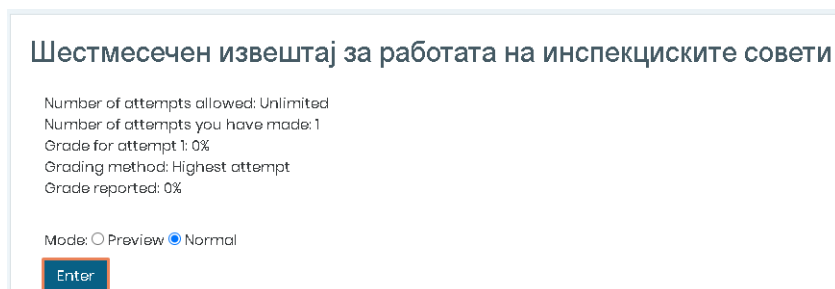 Шестмесечен извештај за работата на инспекциските совети
Number of attempts allowed: Unlimited
Number of attempts you have made: 1
Grade for attempt 1: 0%
Grading method: Highest attempt
Grade reported: 0%
Mode: Preview Normal
Enter